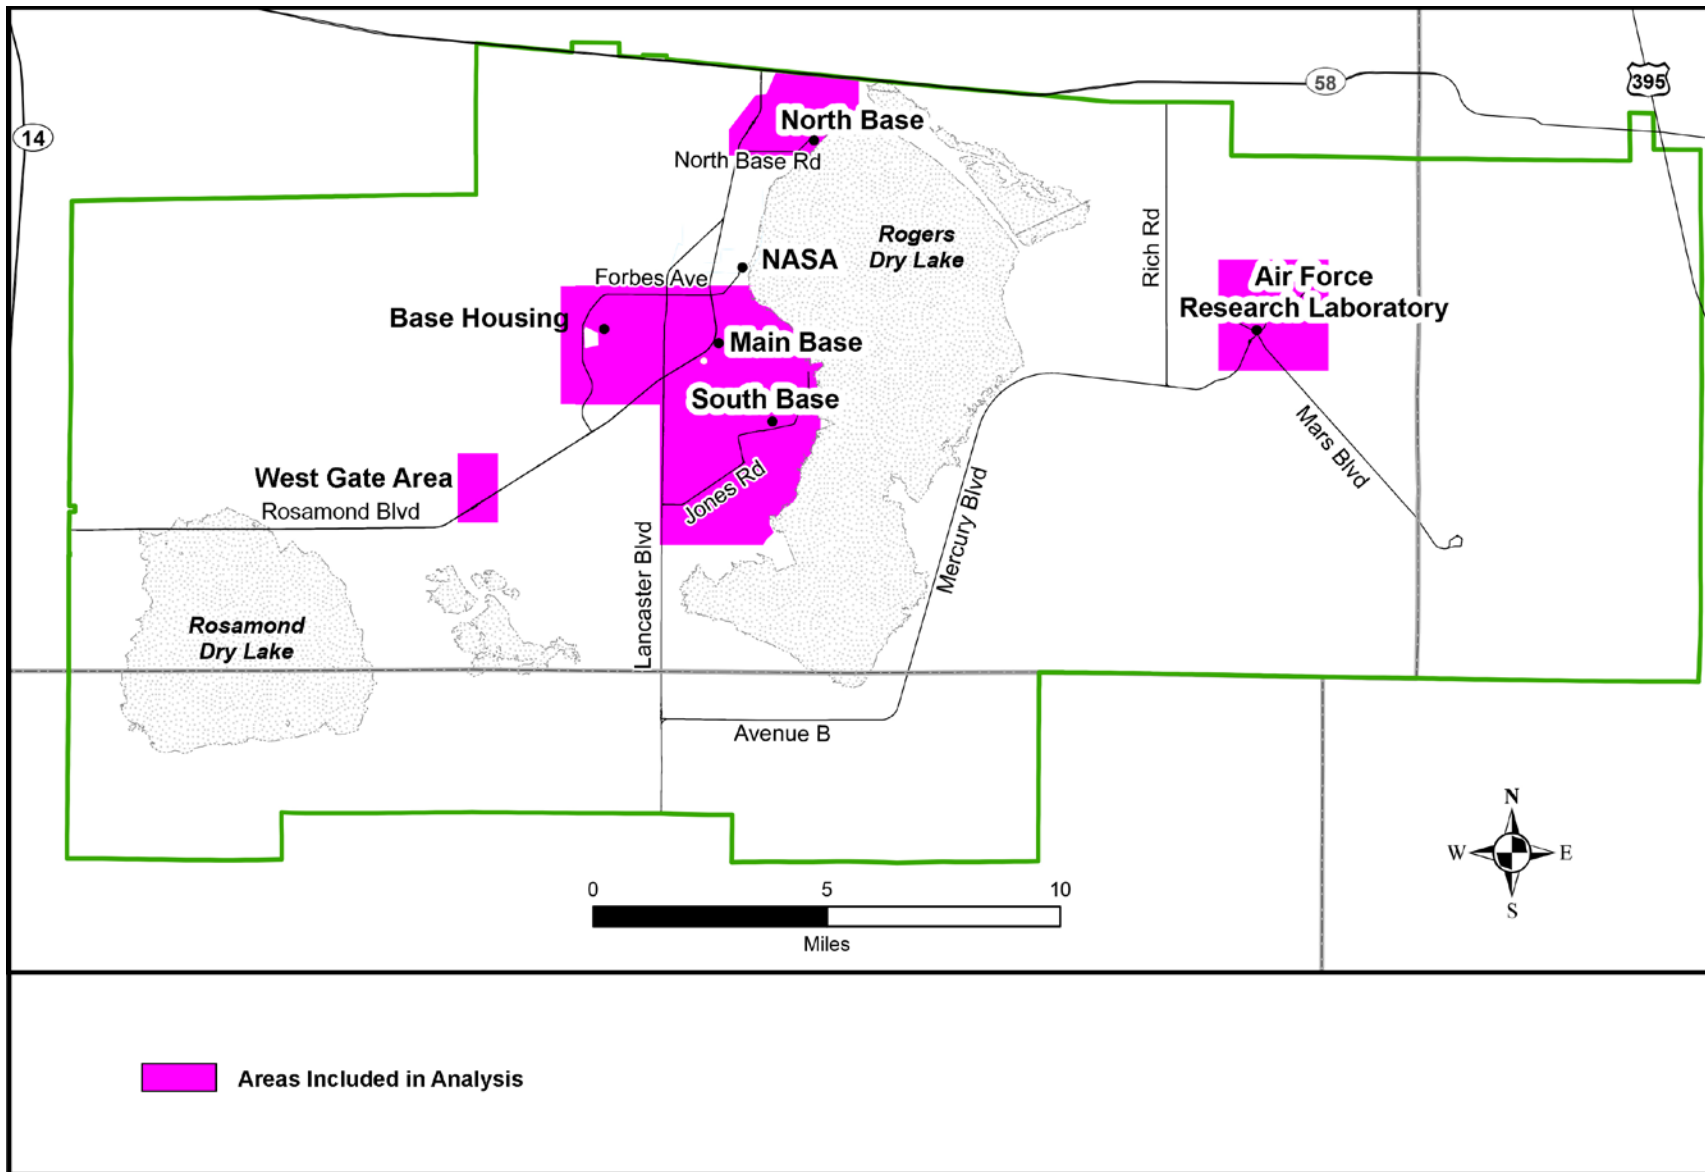 58
395
14
North Base
North Base Rd
Rich Rd
Rogers
Dry Lake
NASA
Forbes Ave
Air Force
Research Laboratory
Base Housing
Main Base
South Base
Mars Blvd
West Gate Area
Jones Rd
Rosamond Blvd
Mercury Blvd
Lancaster Blvd
Rosamond
Dry Lake
Avenue B
N
W E
S
0 5 10
Miles
Areas Included in Analysis